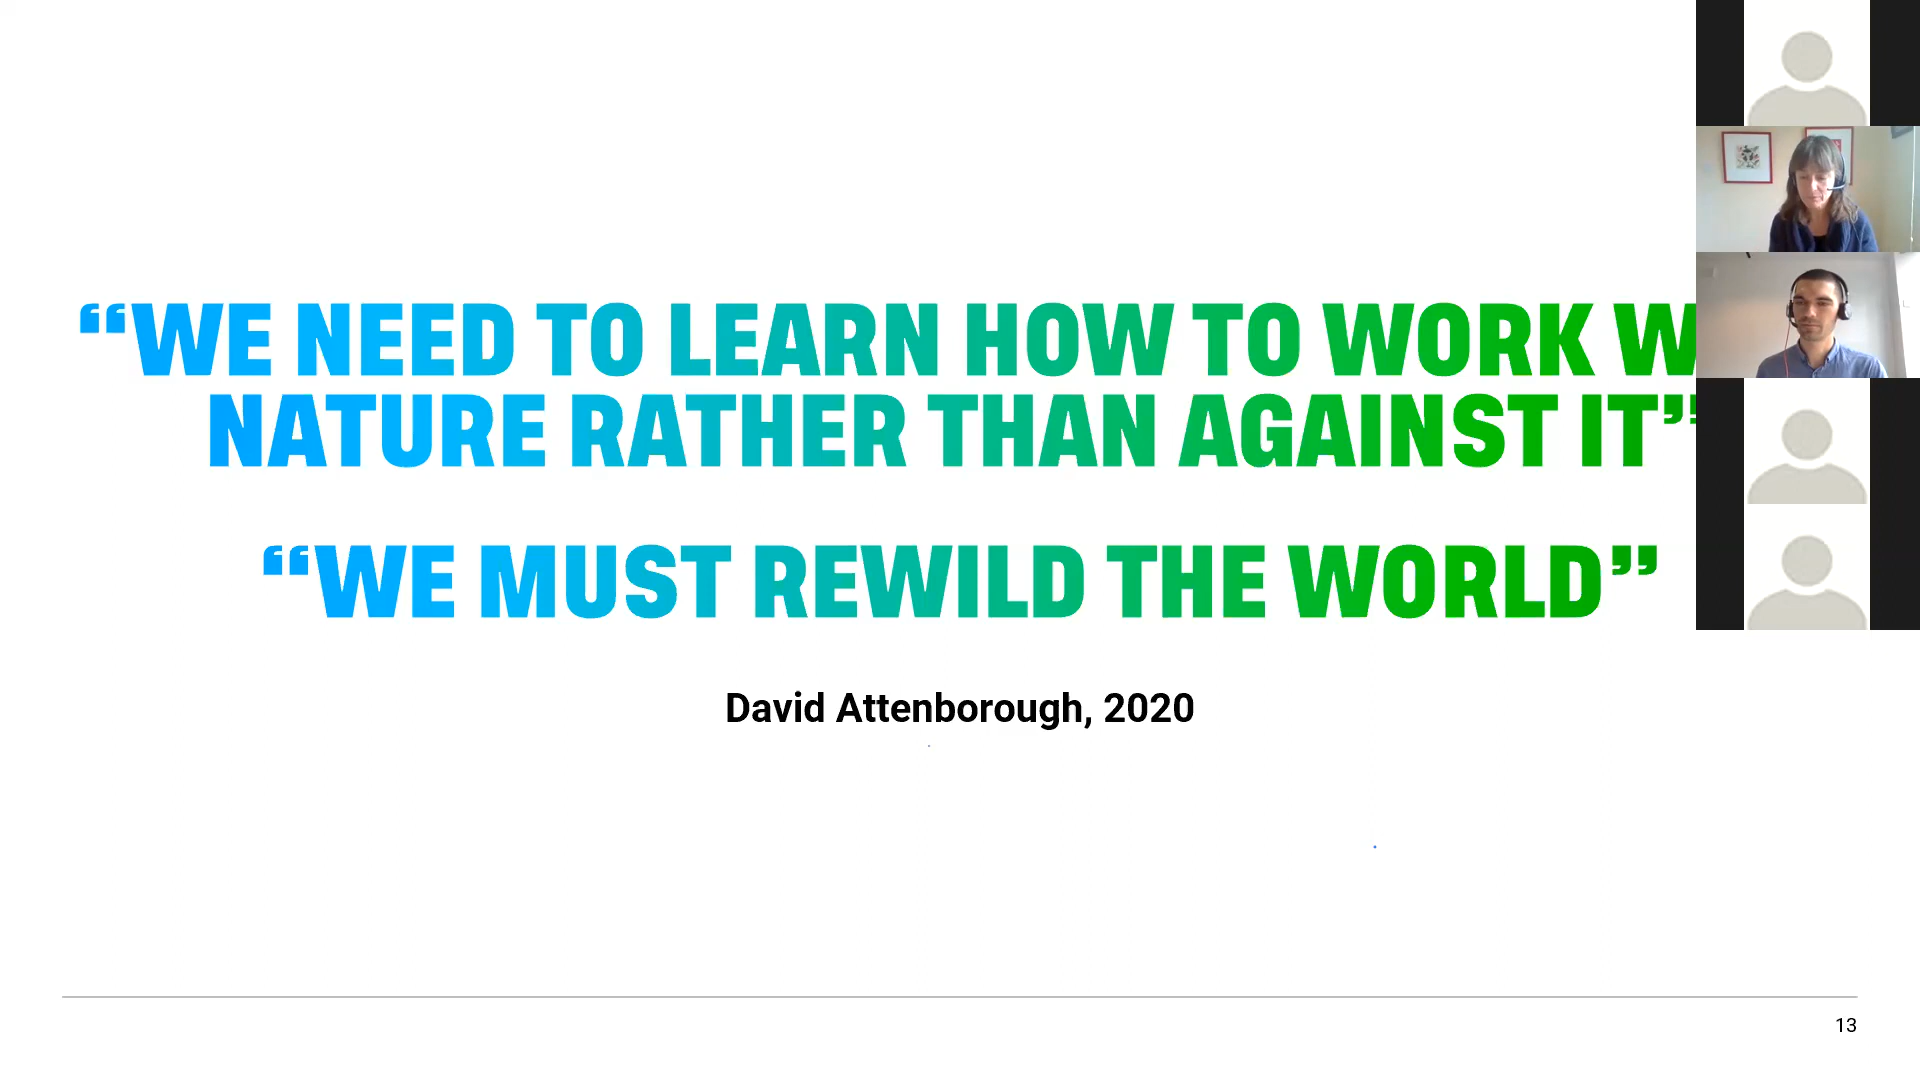 “WE NEED TO LEARN HOW TO WORK
NATURE RATHER THAN AGAINST IT”
“WE MUST REWILD THE WORLD”
David Attenborough, 2020
13